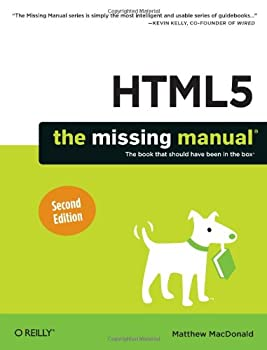 "The Missing Manual series is simply the most intelligent and usable series of guidebooks..."
—KEVIN KELLY, CO-FOUNDER OF WIRED
HTML5
the missing manual®
The book that should have been in the box®
Second
Edition
O'REILLY®
Matthew MacDonald